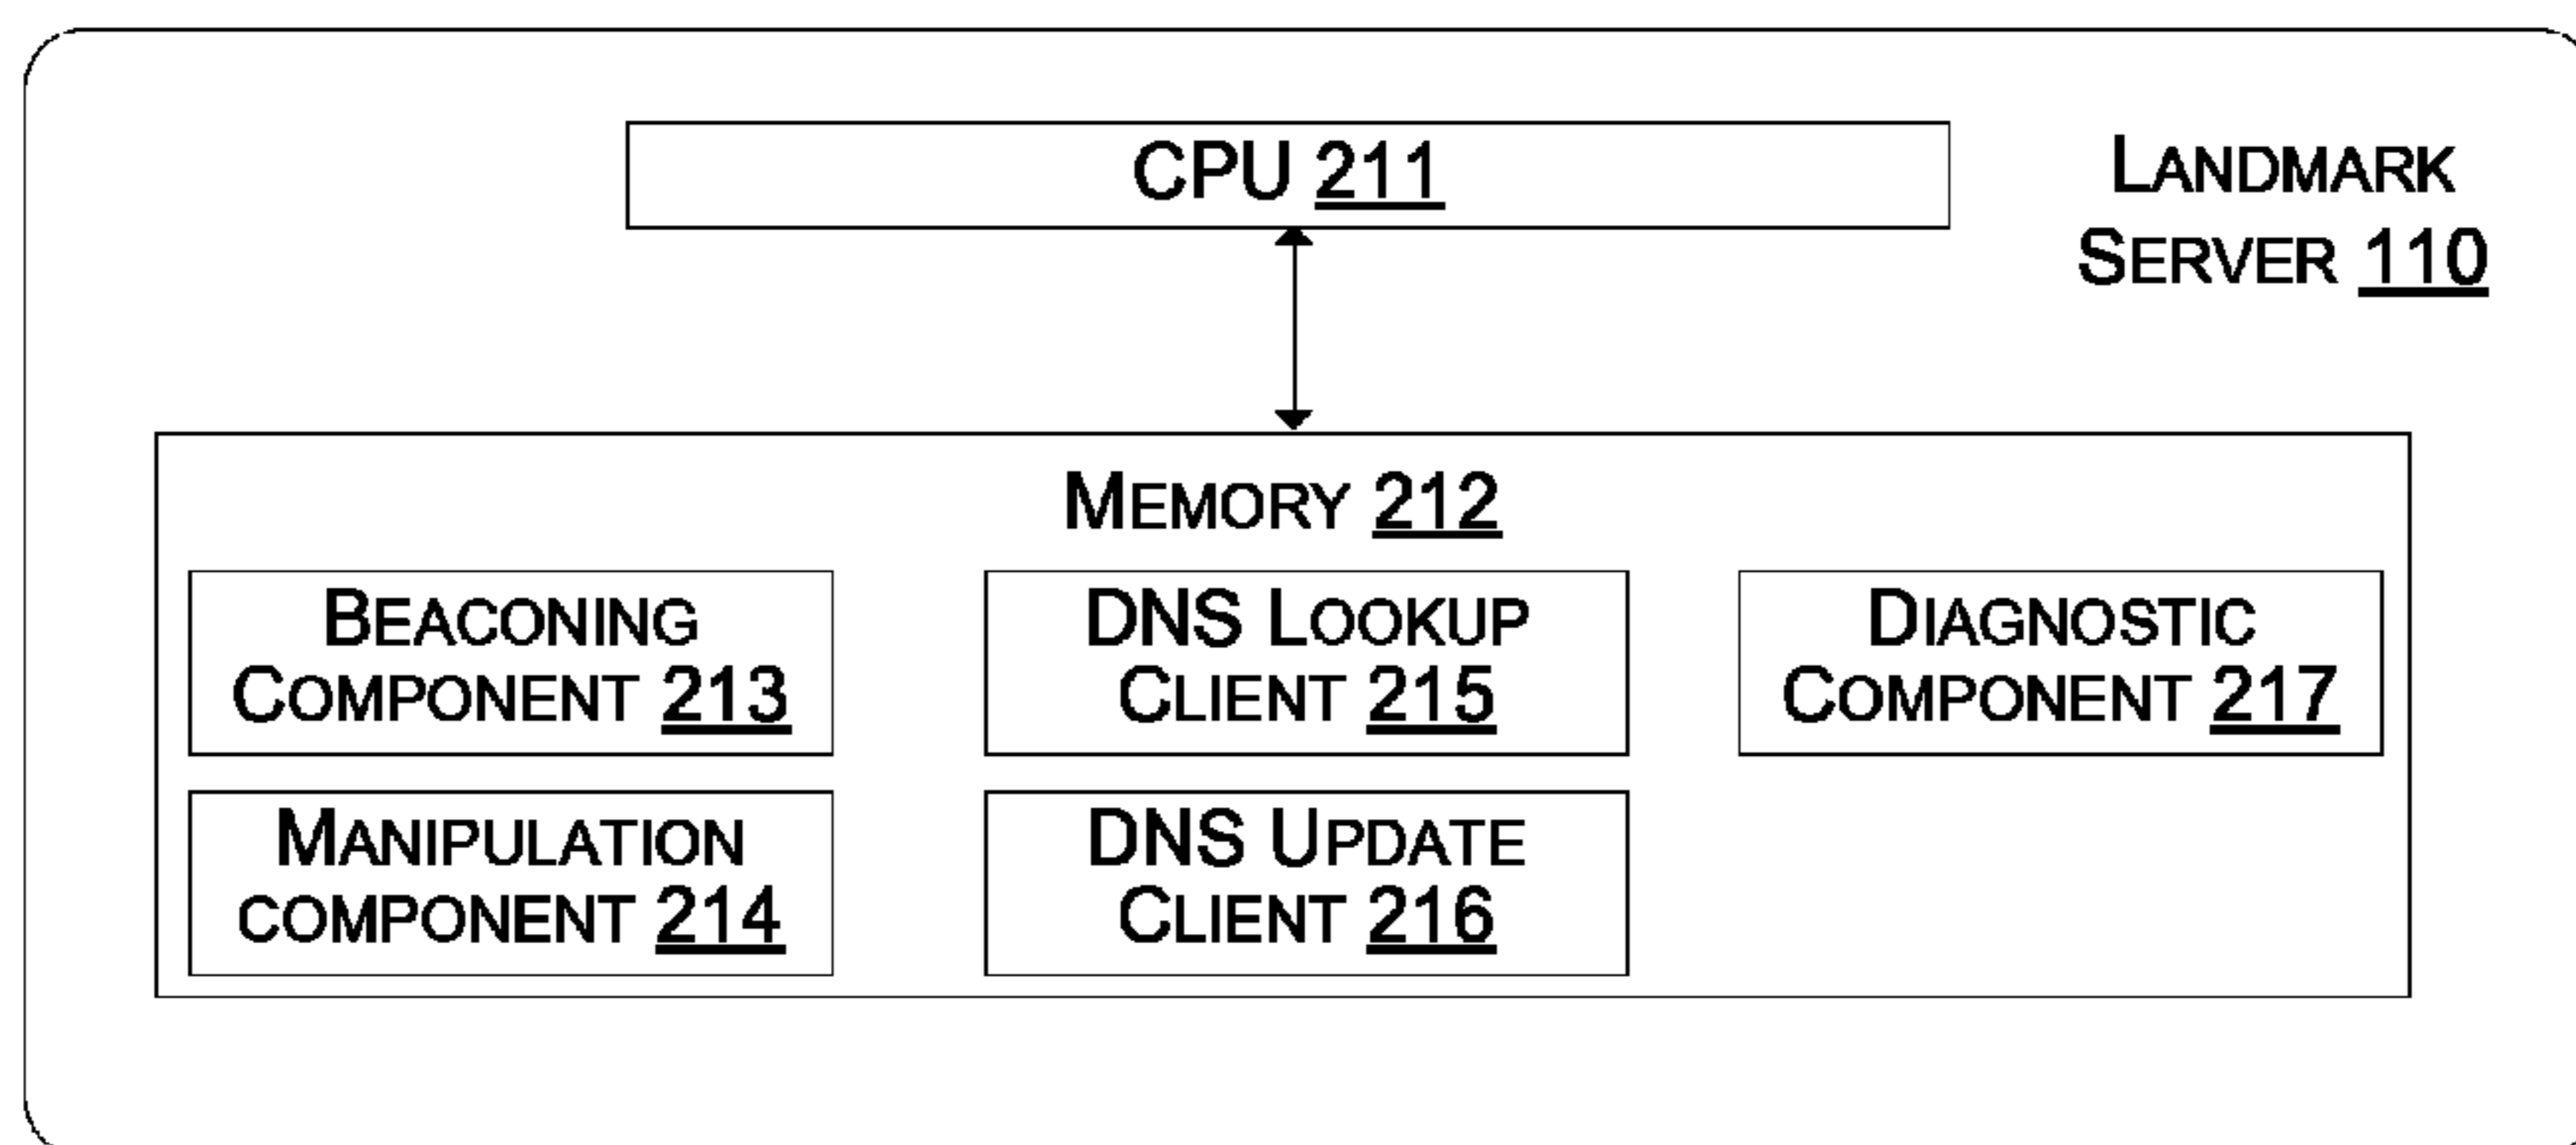 CPU 211
LANDMARK
SERVER 110
MEMORY 212
BEACONING
COMPONENT 213
DNS LOOKUP
CLIENT 215
DIAGNOSTIC
COMPONENT 217
MANIPULATION
COMPONENT 214
DNS UPDATE
CLIENT 216